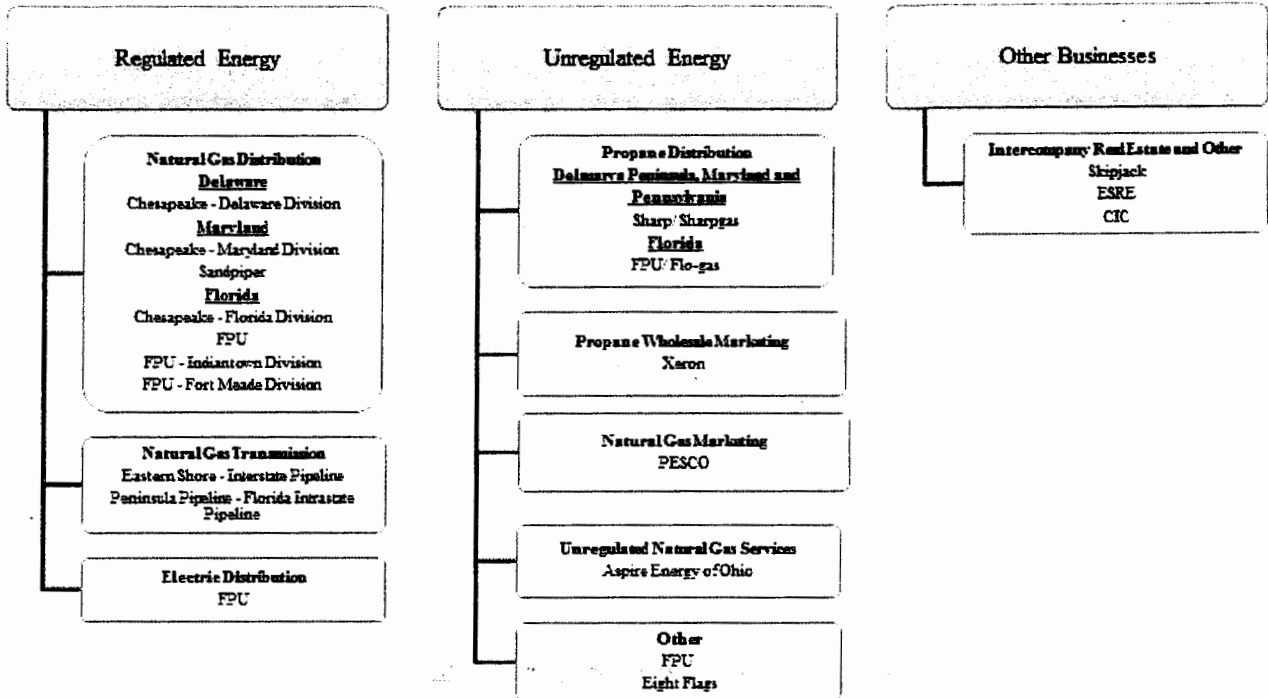 Regulated Energy
Natural Gas Distribution
Delaware
Chesapeake - Delaware Division
Maryland
Chesapeake - Maryland Division
Sandpiper
Florida
Chesapeake - Florida Division
FPU
FPU - Indiantown Division
FPU - Fort Meade Division
Natural Gas Transmission
Eastern Shore - Interstate Pipeline
Peninsula Pipeline - Florida Intrastate
Pipeline
Electric Distribution
FPU
Unregulated Energy
Propane Distribution
Delmarva Peninsula, Maryland and
Pennsylvania
Sharp/ Sharpgas
Florida
FPU/ Flo-gas
Propane Wholesale Marketing
Xeron
Natural Gas Marketing
PESCO
Unregulated Natural Gas Services
Aspire Energy of Ohio
Other
FPU
Eight Flags
Other Businesses
Intercompany Real Estate and Other
Skipjack
ESRE
CIC